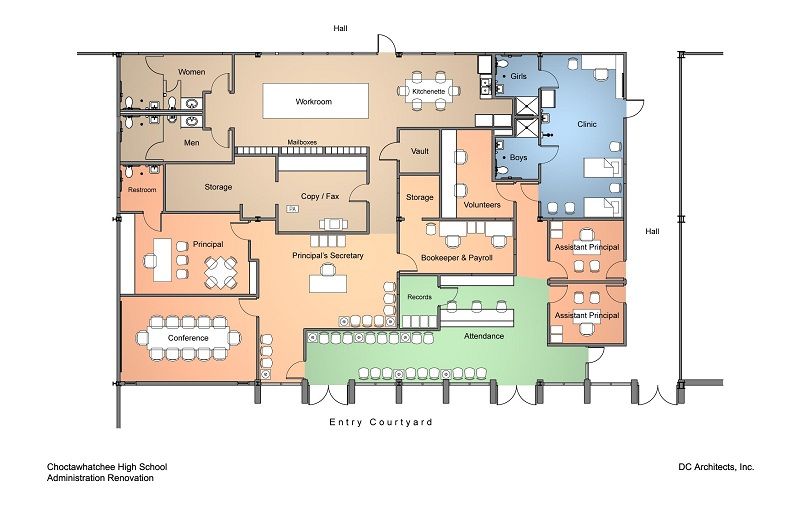 Hall
Women
Girls
Workroom
Kitchenette
Clinic
Men
Mailboxes
Vault
Boys
Restroom
Storage
Copy / Fax
Storage
Volunteers
Hall
Principal
Principal's Secretary
Bookeeper & Payroll
Assistant Principal
Records
Assistant Principal
Conference
Attendance
Entry Courtyard
Choctawhatchee High School
Administration Renovation
DC Architects, Inc.